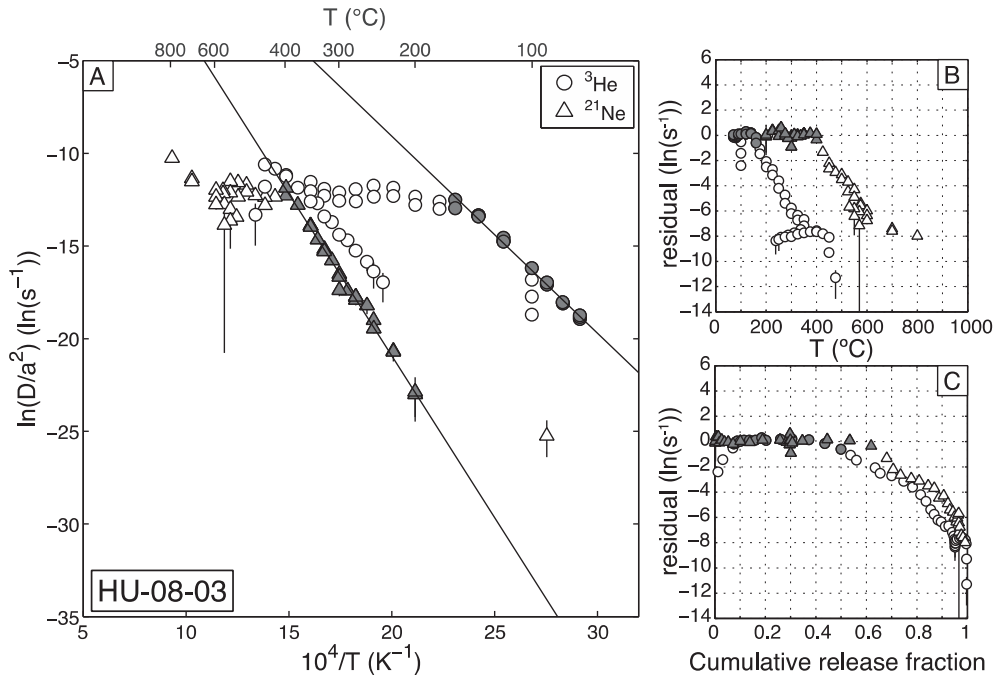 T (°C)
800 600 500 400 300 200 100
A
³He
²¹Ne
-5
-10
-15
-20
-25
-30
-35
ln(D/a²) (ln(s⁻¹))
HU-08-03
5 10 15 20 25 30
10⁴/T (K⁻¹)
B
6
4
2
0
−2
−4
−6
−8
−10
−12
−14
residual (ln(s⁻¹))
0 200 400 600 800 1000
T (°C)
C
6
4
2
0
−2
−4
−6
−8
−10
−12
−14
residual (ln(s⁻¹))
0 0.2 0.4 0.6 0.8 1
Cumulative release fraction